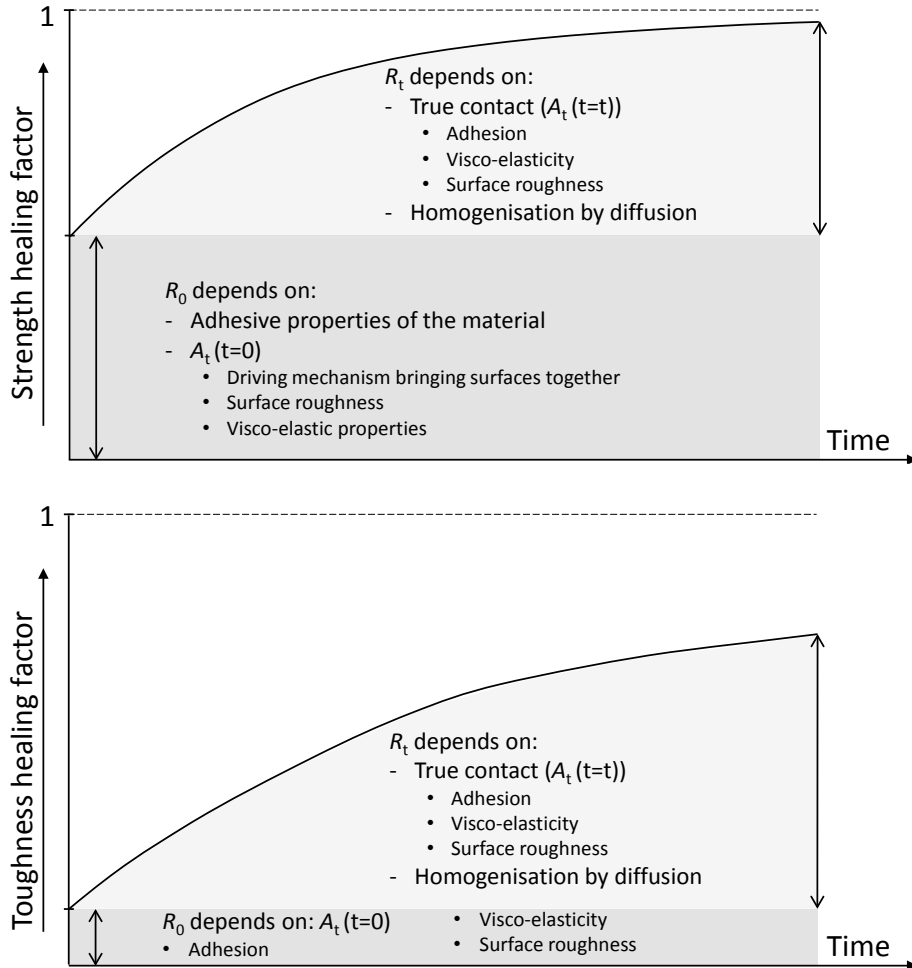 1
Strength healing factor
Rt depends on:
- True contact (At (t=t))
• Adhesion
• Visco-elasticity
• Surface roughness
- Homogenisation by diffusion
R0 depends on:
- Adhesive properties of the material
- At (t=0)
• Driving mechanism bringing surfaces together
• Surface roughness
• Visco-elastic properties
Time
1
Toughness healing factor
Rt depends on:
- True contact (At (t=t))
• Adhesion
• Visco-elasticity
• Surface roughness
- Homogenisation by diffusion
R0 depends on: At (t=0)
• Adhesion
• Visco-elasticity
• Surface roughness
Time